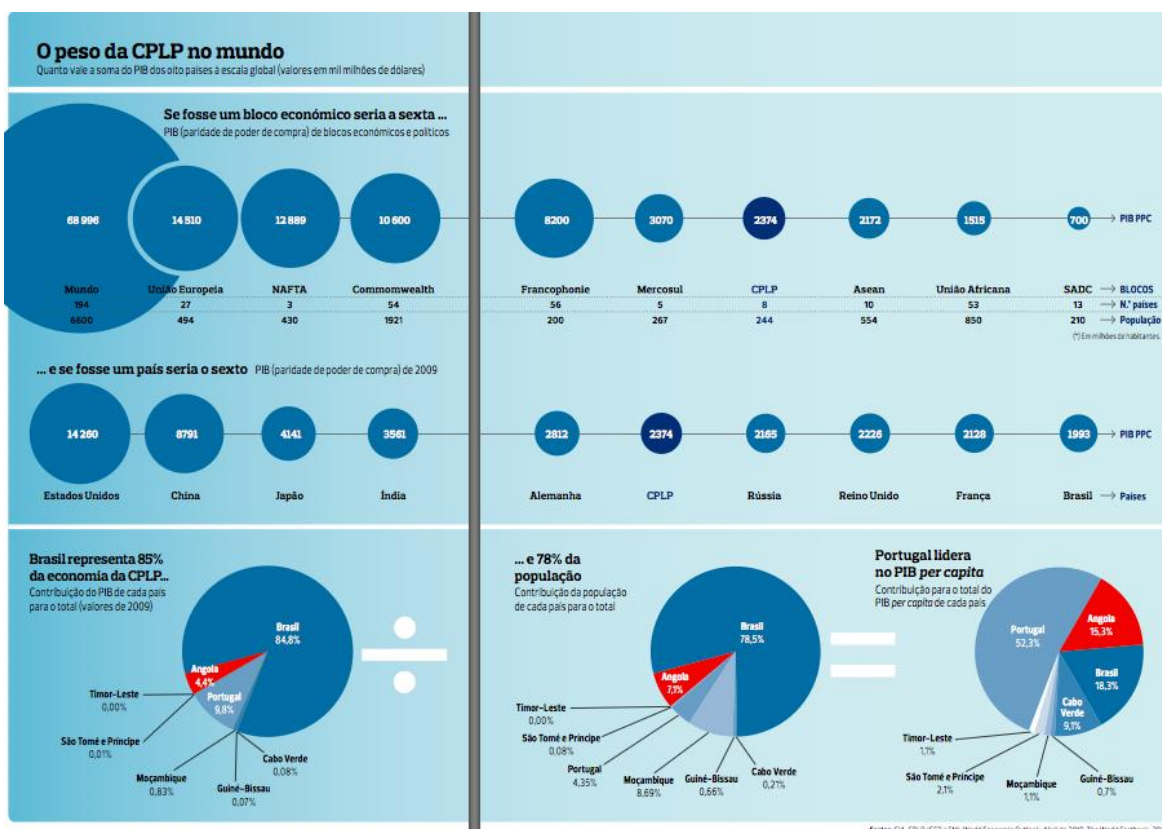 O peso da CPLP no mundo
Quanto vale a soma do PIB dos oito países à escala global (valores em mil milhões de dólares)
Se fosse um bloco económico seria a sexta ...
PIB (paridade de poder de compra) de blocos económicos e políticos
68 996 14 510 12 889 10 600 8200 3070 2374 2172 1515 700 → PIB PPC
Mundo União Europeia NAFTA Commomwealth Francophonie Mercosul CPLP Asean União Africana SADC → BLOCOS
194 27 3 54 56 5 8 10 53 13 → N.º países
6600 494 430 1921 200 267 244 554 850 210 → População
(*) Em milhões de habitantes.
... e se fosse um país seria o sexto PIB (paridade de poder de compra) de 2009
14 260 8791 4141 3561 2812 2374 2165 2226 2128 1993 → PIB PPC
Estados Unidos China Japão Índia Alemanha CPLP Rússia Reino Unido França Brasil → Países
Brasil representa 85%
da economia da CPLP...
Contribuição do PIB de cada país
para o total (valores de 2009)
Brasil
84,8%
Angola
4,4%
Portugal
9,8%
Timor-Leste
0,00%
São Tomé e Príncipe
0,01%
Moçambique
0,83%
Guiné-Bissau
0,07%
Cabo Verde
0,08%
... e 78% da
população
Contribuição da população
de cada país para o total
Brasil
78,5%
Angola
7,1%
Timor-Leste
0,00%
São Tomé e Príncipe
0,08%
Portugal
4,35%
Moçambique
8,69%
Guiné-Bissau
0,66%
Cabo Verde
0,21%
Portugal lidera
no PIB per capita
Contribuição para o total do
PIB per capita de cada país
Portugal
52,3%
Angola
15,3%
Brasil
18,3%
Cabo
Verde
9,1%
Timor-Leste
1,1%
São Tomé e Príncipe
2,1%
Moçambique
1,1%
Guiné-Bissau
0,7%